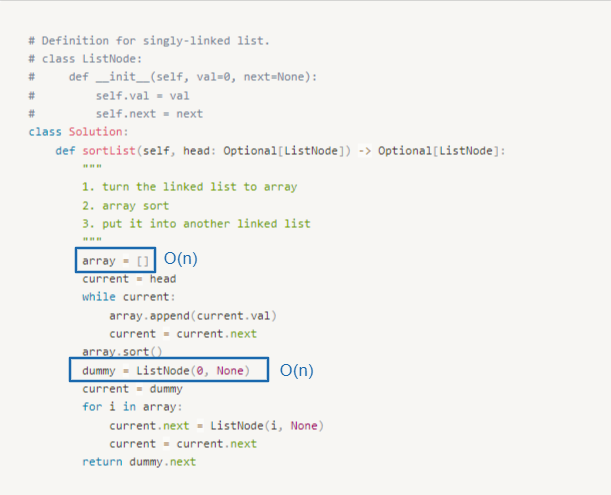 # Definition for singly-linked list.
# class ListNode:
#     def __init__(self, val=0, next=None):
#         self.val = val
#         self.next = next
class Solution:
    def sortList(self, head: Optional[ListNode]) -> Optional[ListNode]:
        """
        1. turn the linked list to array
        2. array sort
        3. put it into another linked list
        """
        array = [] O(n)
        current = head
        while current:
            array.append(current.val)
            current = current.next
        array.sort()
        dummy = ListNode(0, None) O(n)
        current = dummy
        for i in array:
            current.next = ListNode(i, None)
            current = current.next
        return dummy.next